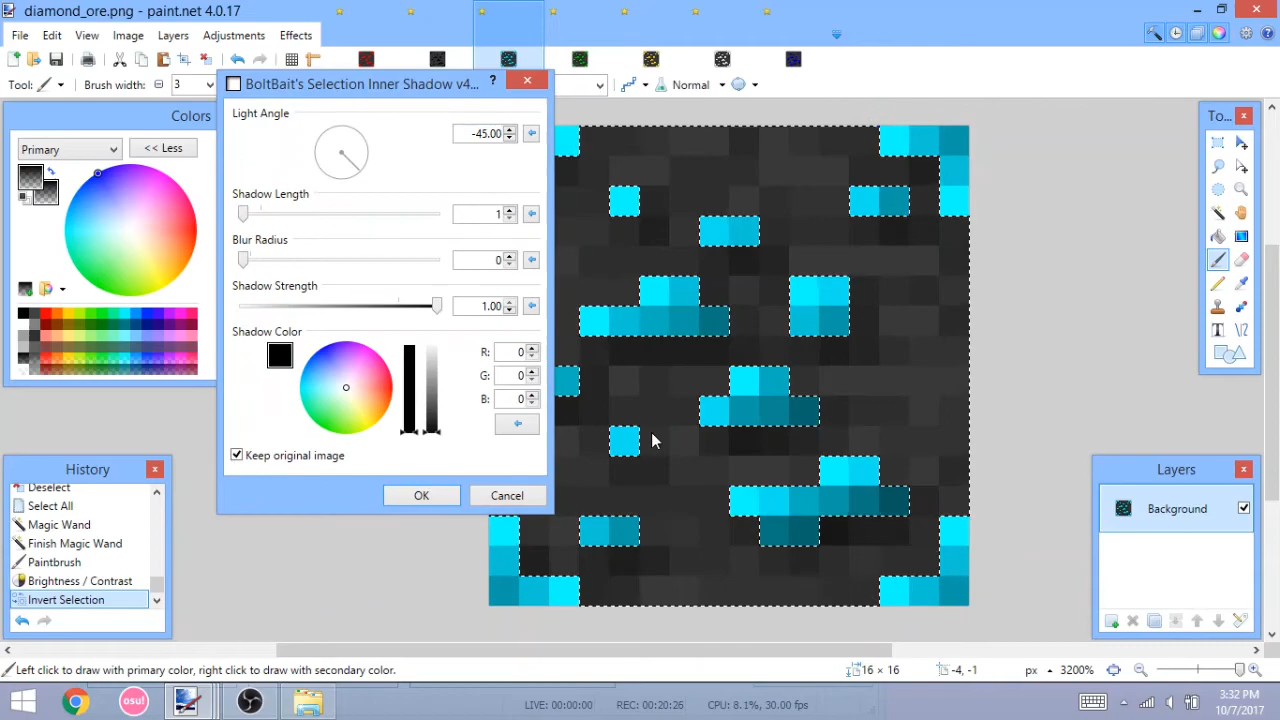 diamond_ore.png - paint.net 4.0.17
File Edit View Image Layers Adjustments Effects
Tool: Brush width: 3 Normal
BoltBait's Selection Inner Shadow v4... ?
Light Angle
-45.00
Shadow Length
1
Blur Radius
0
Shadow Strength
1.00
Shadow Color
R: 0
G: 0
B: 0
Keep original image
OK Cancel
Colors
Primary << Less
To...
History
Deselect
Select All
Magic Wand
Finish Magic Wand
Paintbrush
Brightness / Contrast
Invert Selection
Layers
Background
Left click to draw with primary color, right click to draw with secondary color. 16 × 16 -4, -1 px 3200%
osu!
LIVE: 00:00:00 REC: 00:20:26 CPU: 8.1%, 30.00 fps
3:32 PM
10/7/2017